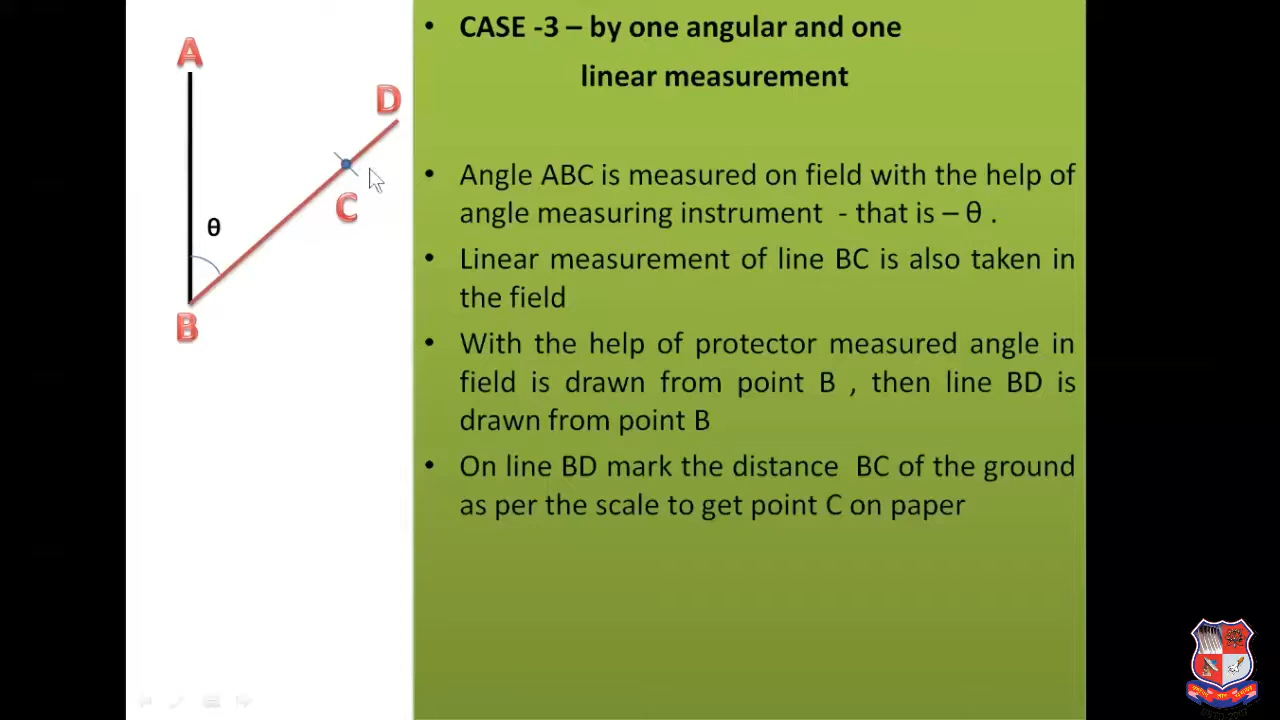 • CASE -3 – by one angular and one
linear measurement
A
D
C
θ
B
• Angle ABC is measured on field with the help of
angle measuring instrument - that is – θ .
• Linear measurement of line BC is also taken in
the field
• With the help of protector measured angle in
field is drawn from point B , then line BD is
drawn from point B
• On line BD mark the distance BC of the ground
as per the scale to get point C on paper